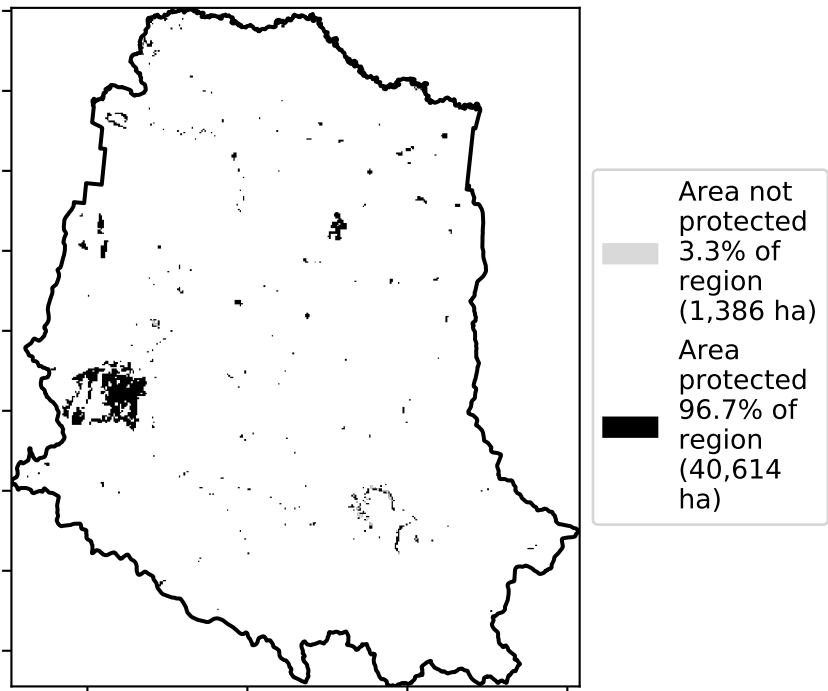 Area not
protected
3.3% of
region
(1,386 ha)
Area
protected
96.7% of
region
(40,614
ha)